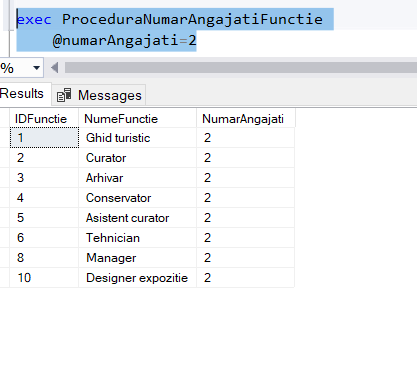 exec ProceduraNumarAngajatiFunctie
@numarAngajati=2
%
Results Messages
IDFunctie NumeFunctie NumarAngajati
1 Ghid turistic 2
2 Curator 2
3 Arhivar 2
4 Conservator 2
5 Asistent curator 2
6 Tehnician 2
8 Manager 2
10 Designer expozitie 2